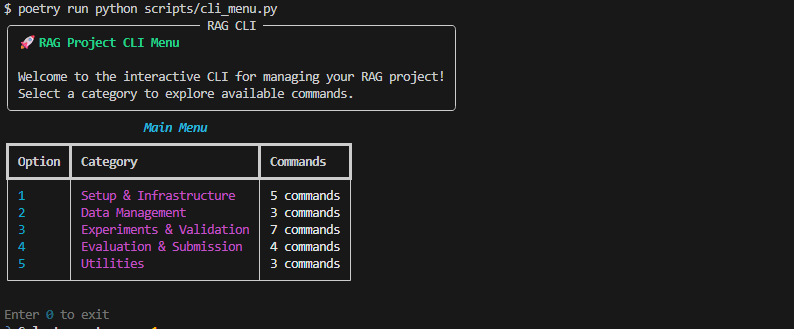 $ poetry run python scripts/cli_menu.py
RAG CLI
🚀 RAG Project CLI Menu
Welcome to the interactive CLI for managing your RAG project!
Select a category to explore available commands.
Main Menu
Option Category Commands
1 Setup & Infrastructure 5 commands
2 Data Management 3 commands
3 Experiments & Validation 7 commands
4 Evaluation & Submission 4 commands
5 Utilities 3 commands
Enter 0 to exit